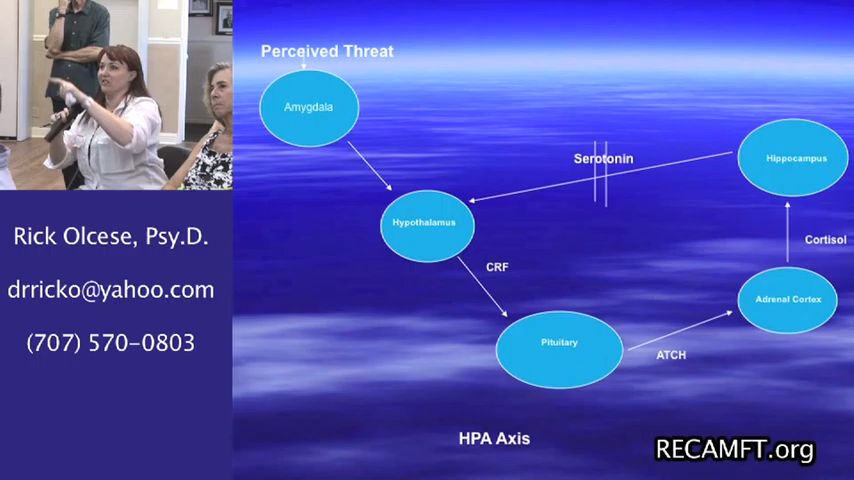 Rick Olcese, Psy.D.
drricko@yahoo.com
(707) 570-0803
Perceived Threat
Amygdala
Serotonin
Hippocampus
Hypothalamus
Cortisol
CRF
Adrenal Cortex
Pituitary
ATCH
HPA Axis
RECAMFT.org